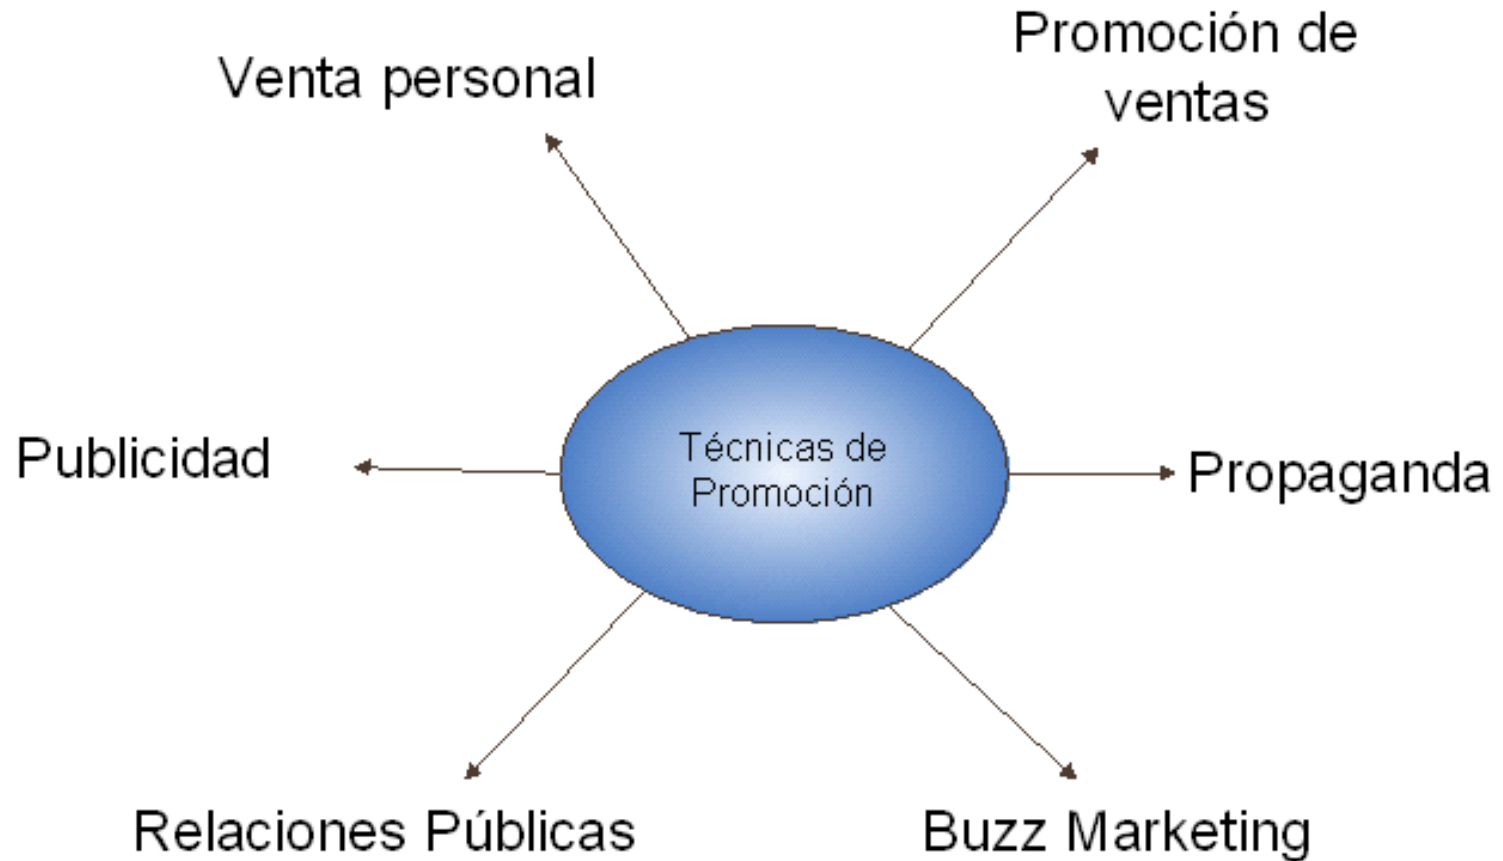 Promoción de
ventas
Venta personal
Publicidad
Técnicas de
Promoción
Propaganda
Relaciones Públicas
Buzz Marketing